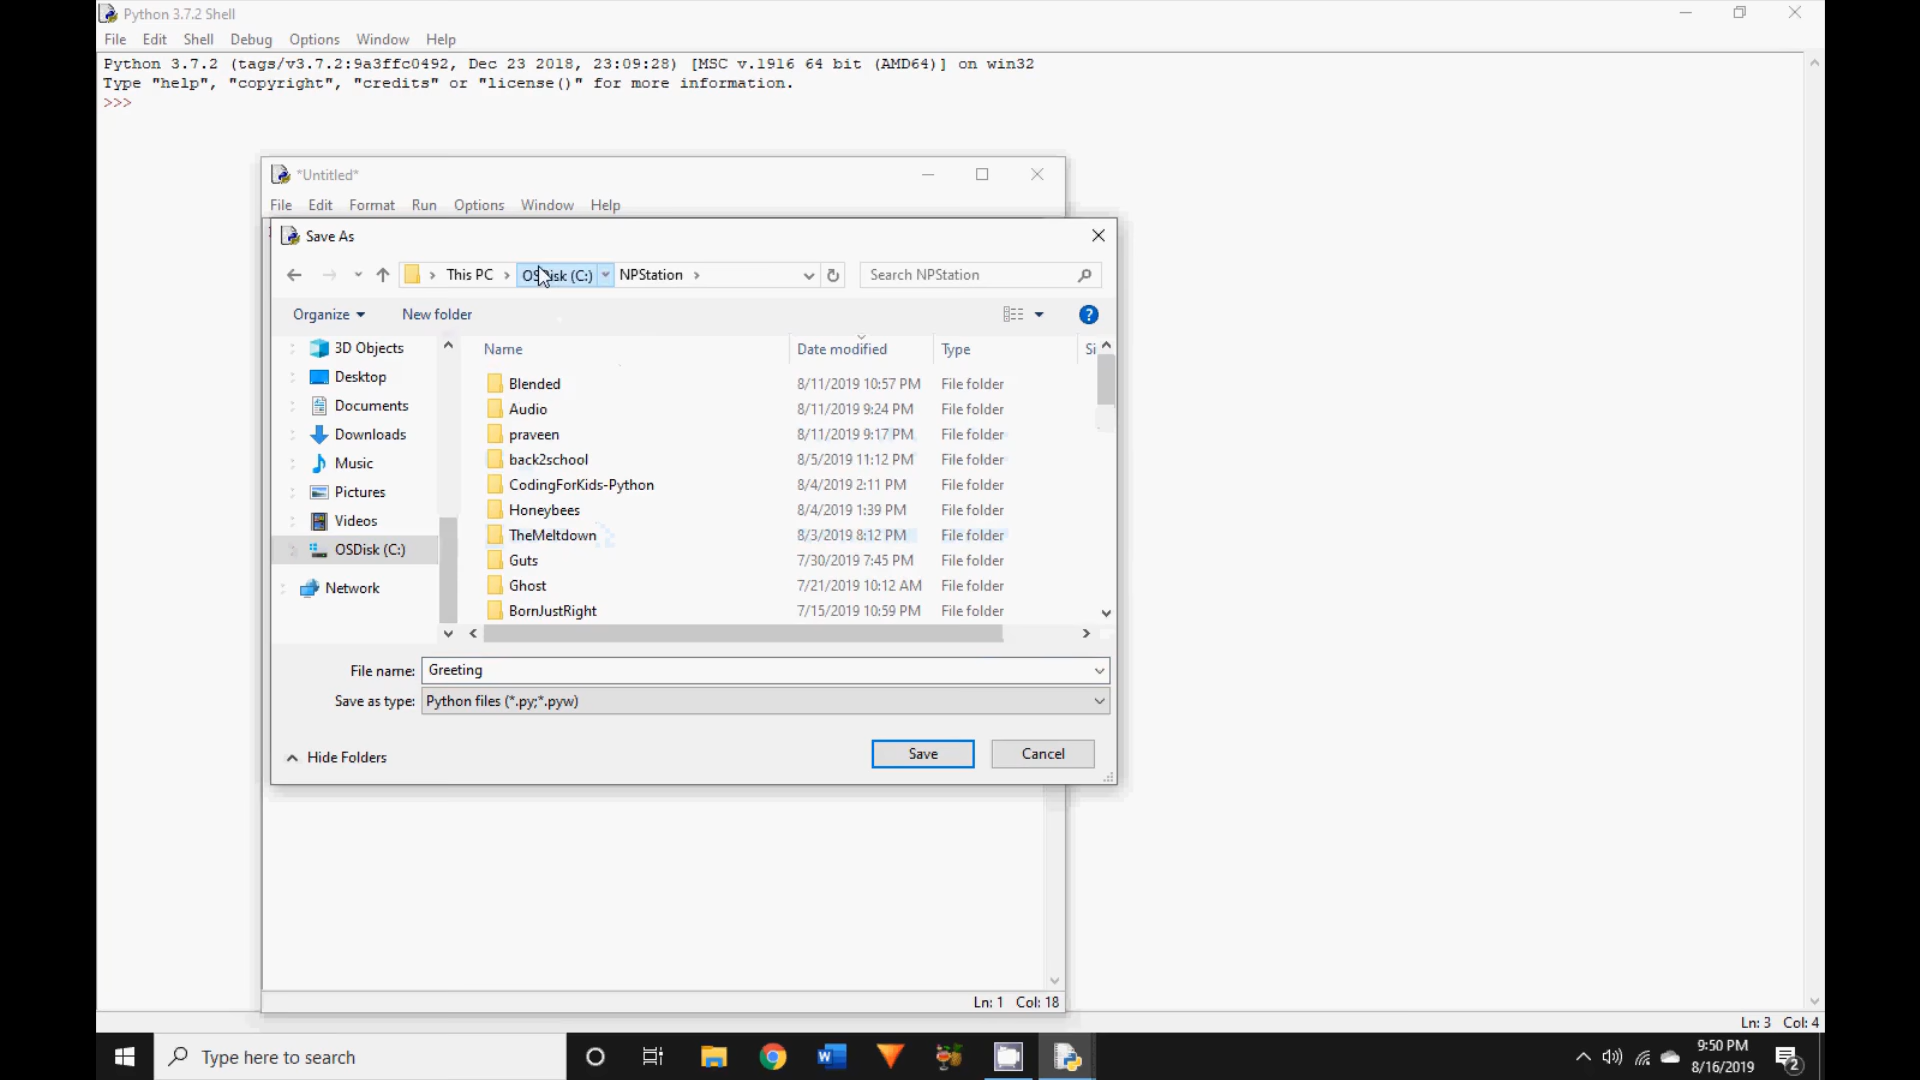 Python 3.7.2 Shell
File Edit Shell Debug Options Window Help
Python 3.7.2 (tags/v3.7.2:9a3ffc0492, Dec 23 2018, 23:09:28) [MSC v.1916 64 bit (AMD64)] on win32
Type "help", "copyright", "credits" or "license()" for more information.
>>>
*Untitled*
File Edit Format Run Options Window Help
Save As
This PC > OSDisk (C:) NPStation >
Search NPStation
Organize New folder
Name Date modified Type Si
3D Objects
Desktop
Documents
Downloads
Music
Pictures
Videos
OSDisk (C:)
Network
Blended 8/11/2019 10:57 PM File folder
Audio 8/11/2019 9:24 PM File folder
praveen 8/11/2019 9:17 PM File folder
back2school 8/5/2019 11:12 PM File folder
CodingForKids-Python 8/4/2019 2:11 PM File folder
Honeybees 8/4/2019 1:39 PM File folder
TheMeltdown 8/3/2019 8:12 PM File folder
Guts 7/30/2019 7:45 PM File folder
Ghost 7/21/2019 10:12 AM File folder
BornJustRight 7/15/2019 10:59 PM File folder
File name: Greeting
Save as type: Python files (*.py;*.pyw)
Hide Folders Save Cancel
Ln: 1 Col: 18
Ln: 3 Col: 4
Type here to search
9:50 PM
8/16/2019
2